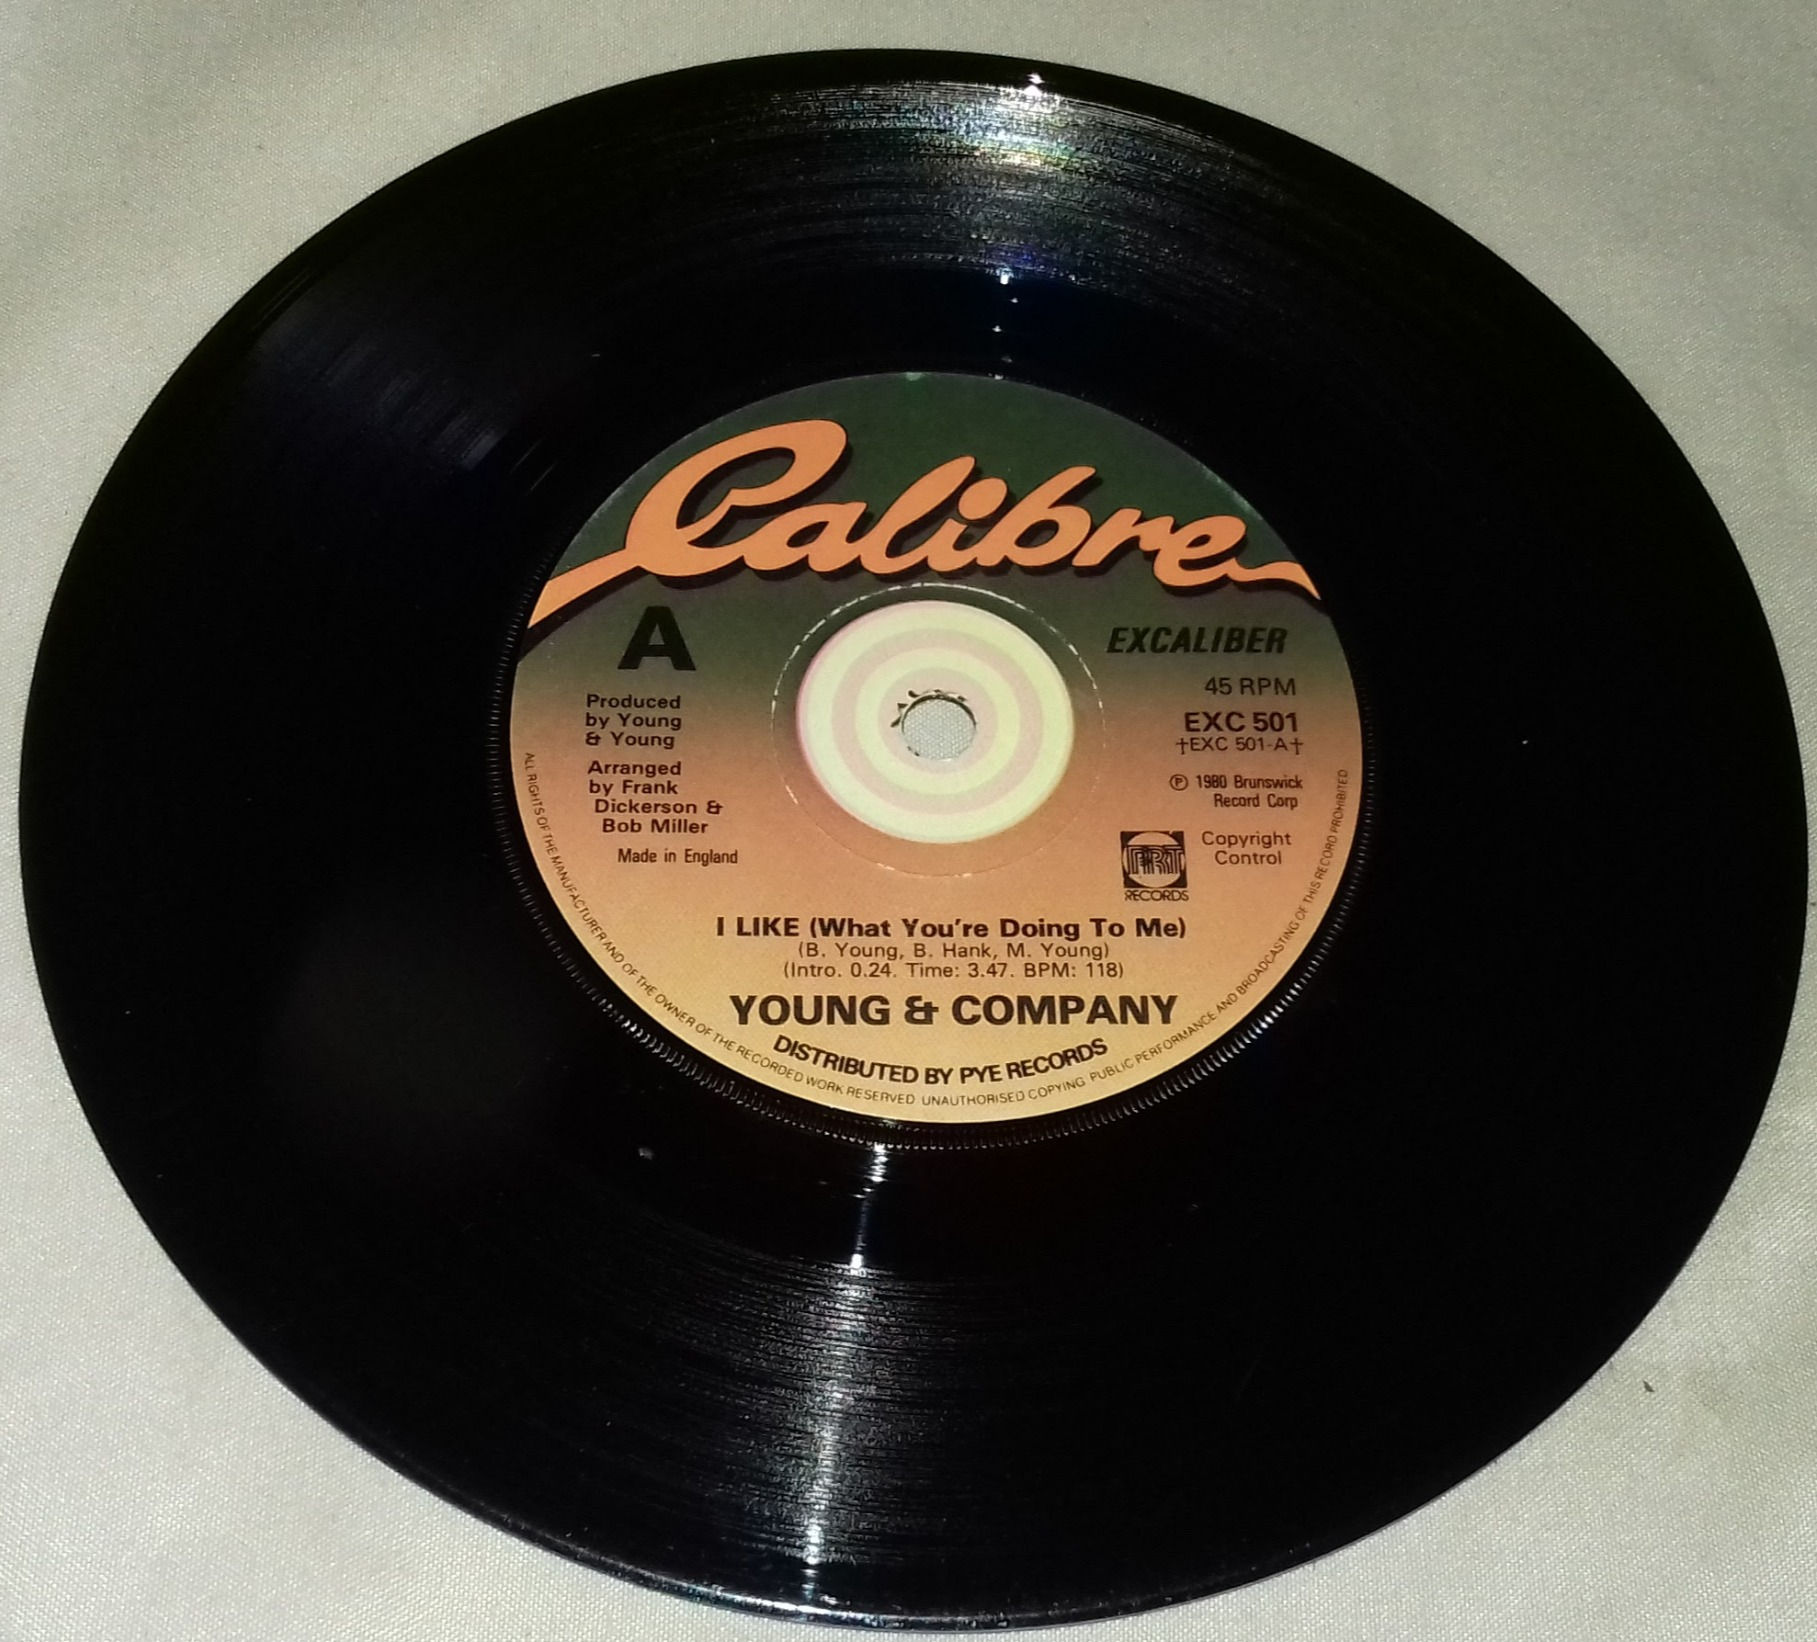 Calibre
A
EXCALIBER
45 RPM
EXC 501
†EXC 501-A†
Ⓟ 1980 Brunswick
Record Corp
Produced
by Young
& Young
Arranged
by Frank
Dickerson &
Bob Miller
Made in England
PRT
RECORDS
Copyright
Control
I LIKE (What You're Doing To Me)
(B. Young, B. Hank, M. Young)
(Intro. 0.24. Time: 3.47. BPM: 118)
YOUNG & COMPANY
DISTRIBUTED BY PYE RECORDS
ALL RIGHTS OF THE MANUFACTURER AND OF THE OWNER OF THE RECORDED WORK RESERVED. UNAUTHORISED COPYING PUBLIC PERFORMANCE AND BROADCASTING OF THIS RECORD PROHIBITED